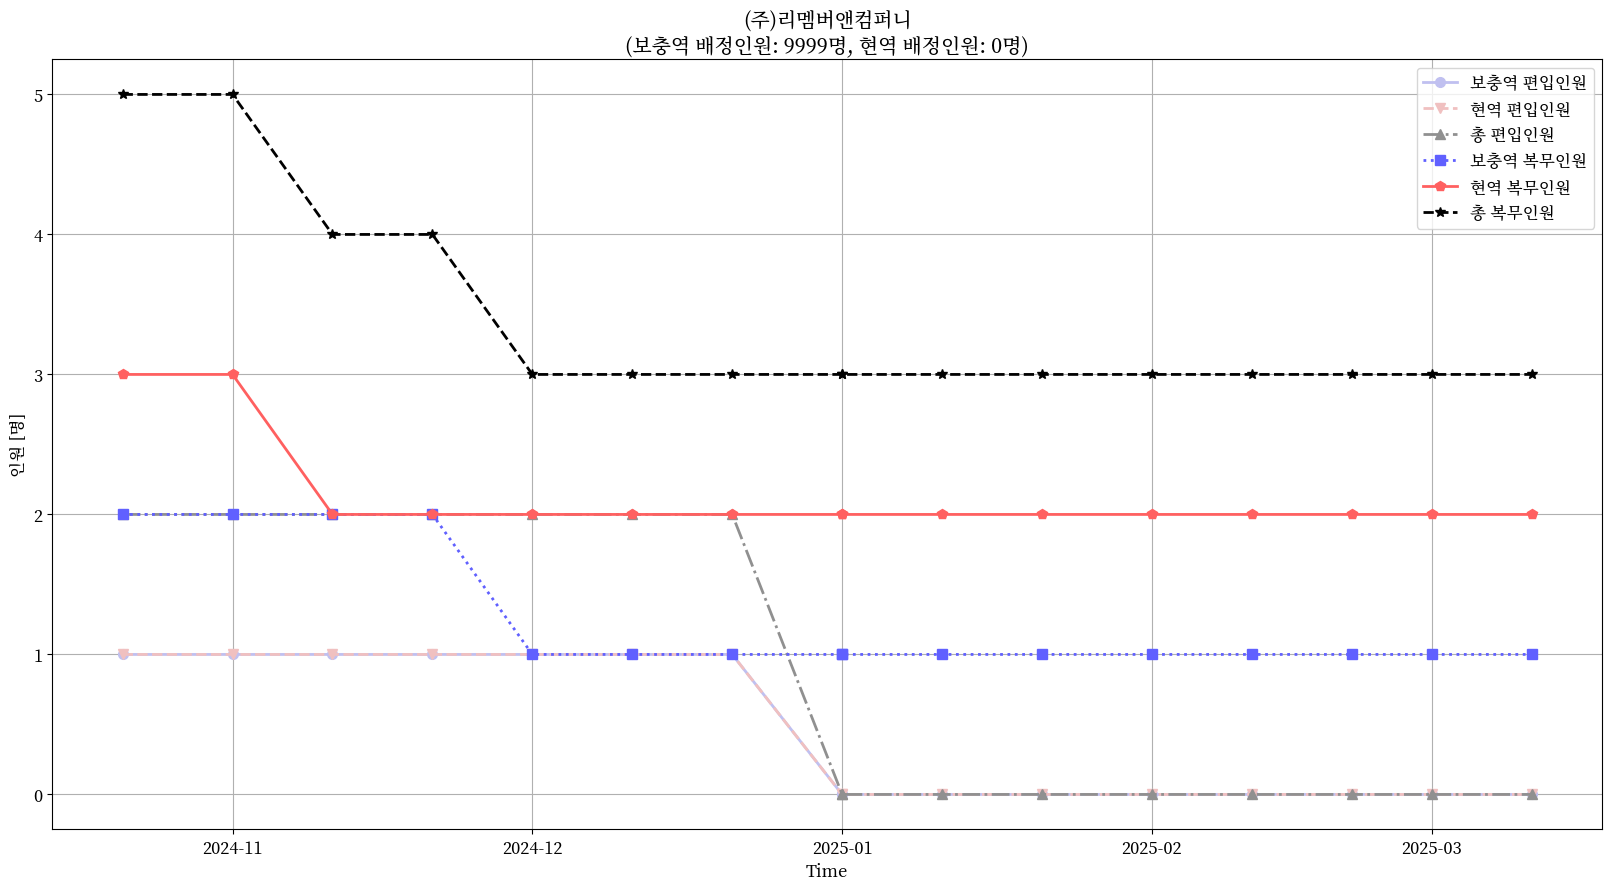 (주)리멤버앤컴퍼니
(보충역 배정인원: 9999명, 현역 배정인원: 0명)
보충역 편입인원
현역 편입인원
총 편입인원
보충역 복무인원
현역 복무인원
총 복무인원
인원 [명]
5
4
3
2
1
0
2024-11
2024-12
2025-01
2025-02
2025-03
Time